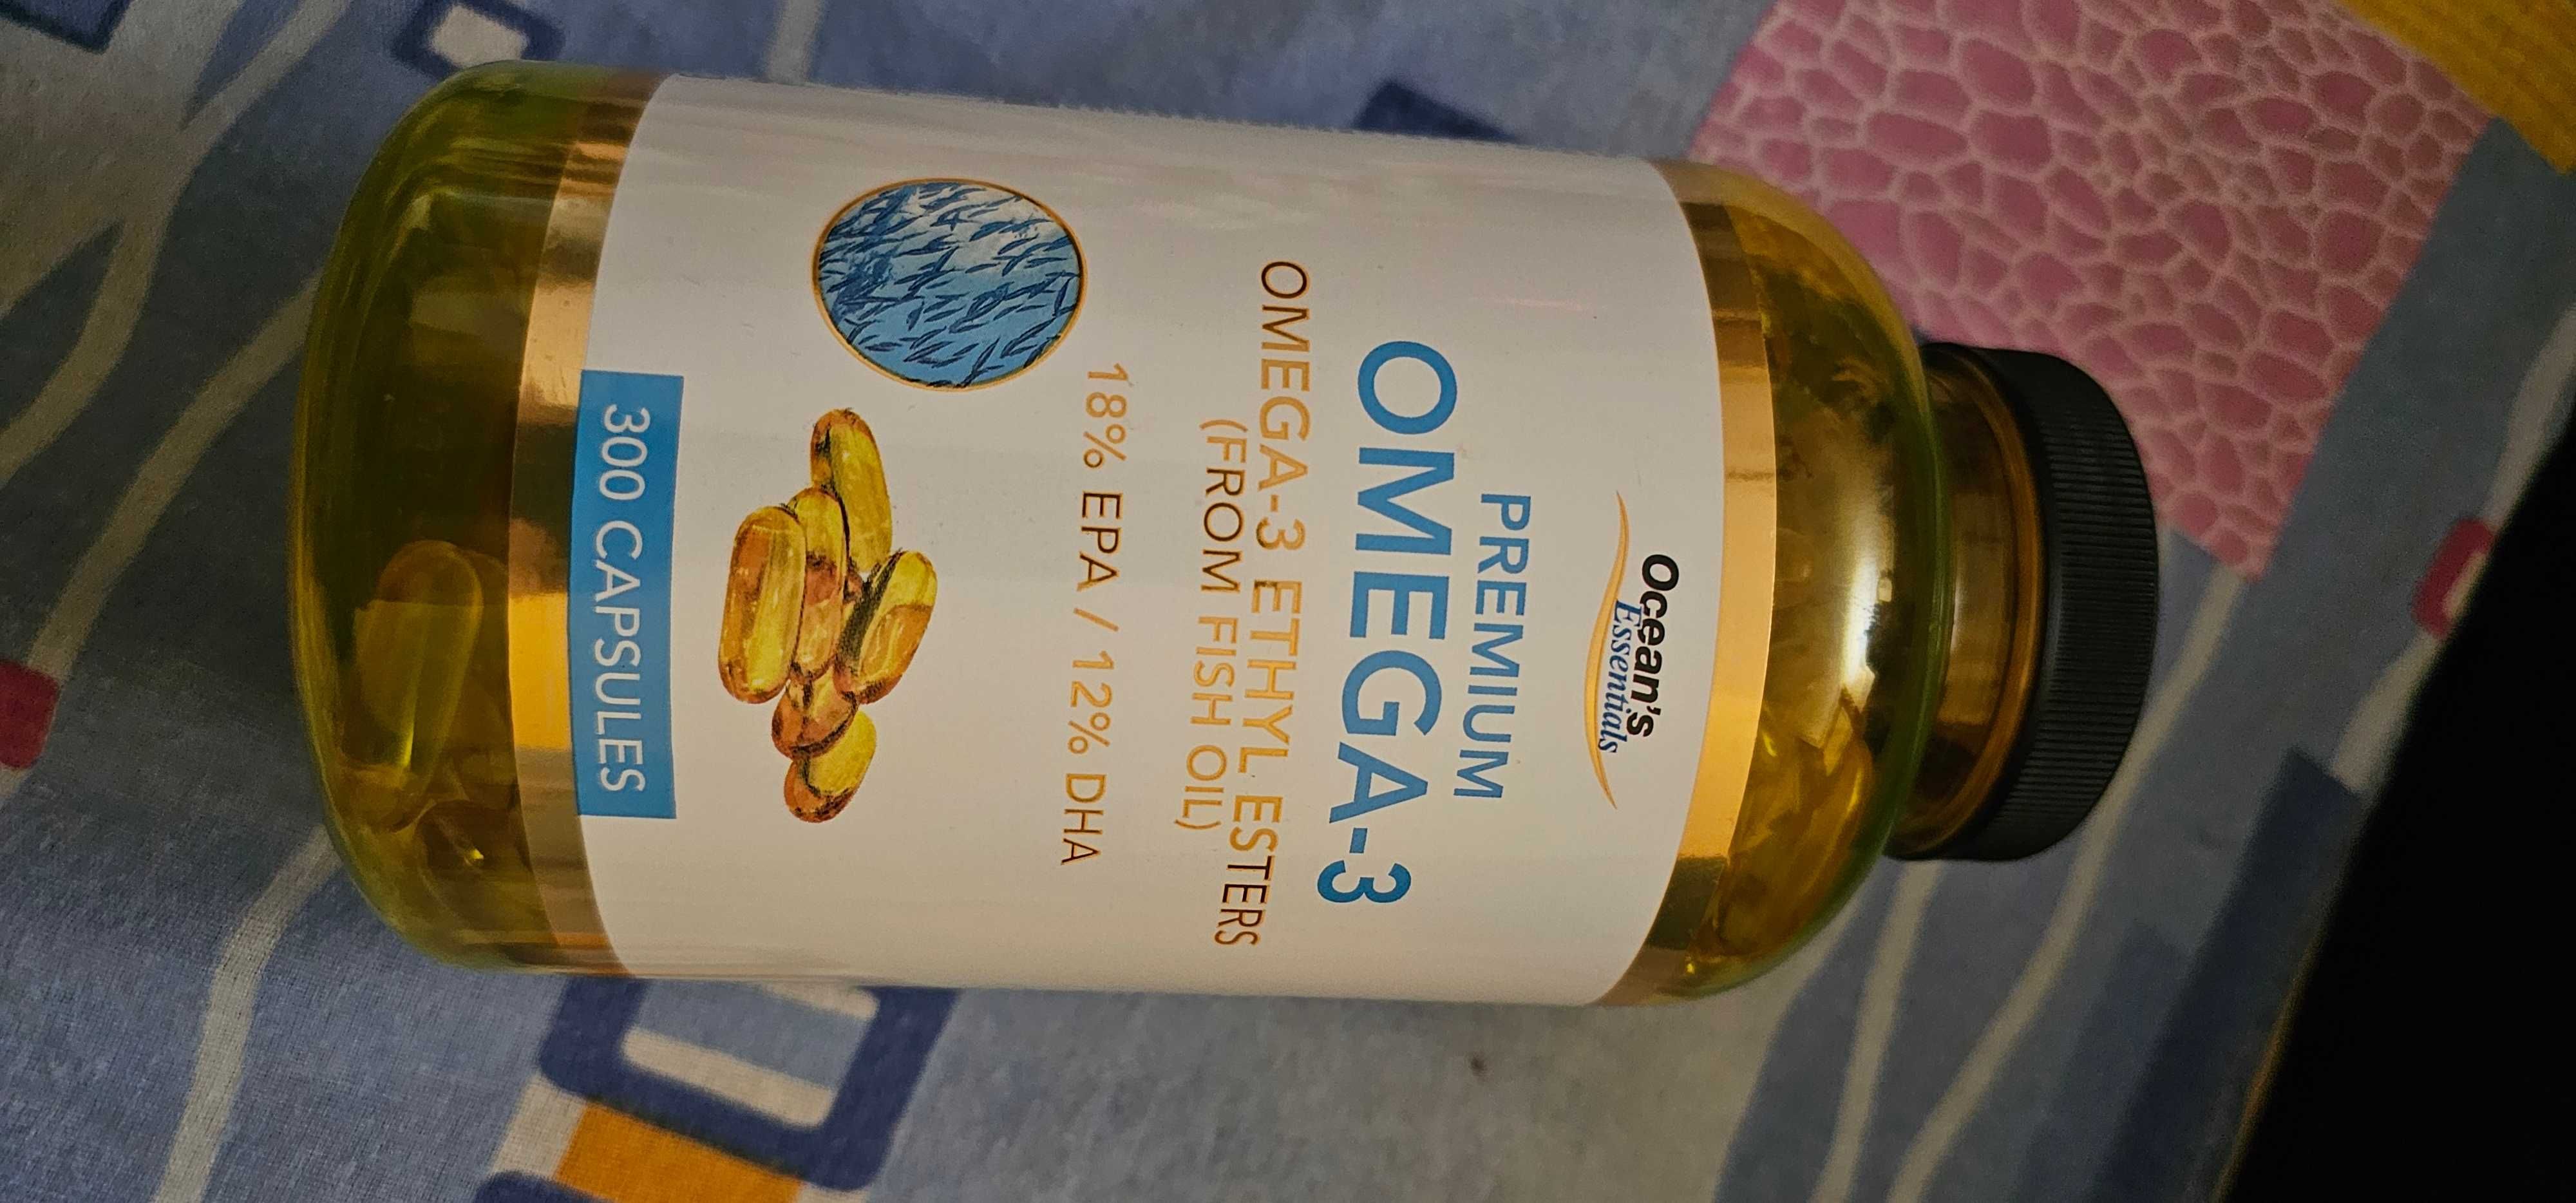 Ocean's
Essentials
PREMIUM
OMEGA-3
OMEGA-3 ETHYL ESTERS
(FROM FISH OIL)
18% EPA / 12% DHA
300 CAPSULES